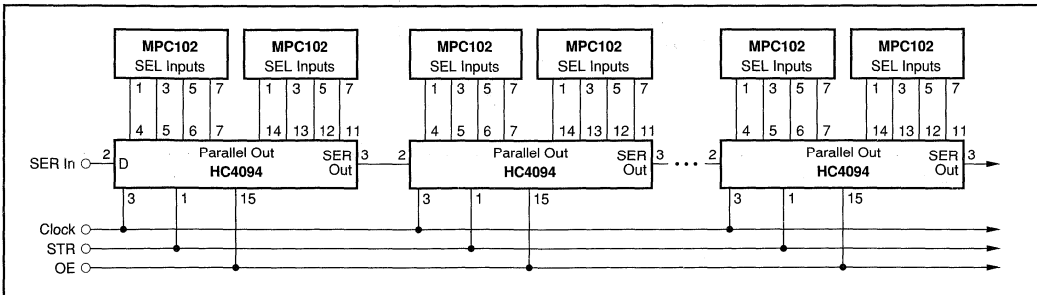 MPC102 MPC102 MPC102 MPC102 MPC102 MPC102
SEL Inputs SEL Inputs SEL Inputs SEL Inputs SEL Inputs SEL Inputs
1 3 5 7 1 3 5 7 1 3 5 7 1 3 5 7 1 3 5 7 1 3 5 7
4 5 6 7 14 13 12 11 4 5 6 7 14 13 12 11 4 5 6 7 14 13 12 11
SER In 2 D Parallel Out SER Out 3 2 Parallel Out SER Out 3 2 Parallel Out SER Out 3
HC4094 HC4094 HC4094
3 1 15 3 1 15 3 1 15
Clock
STR
OE